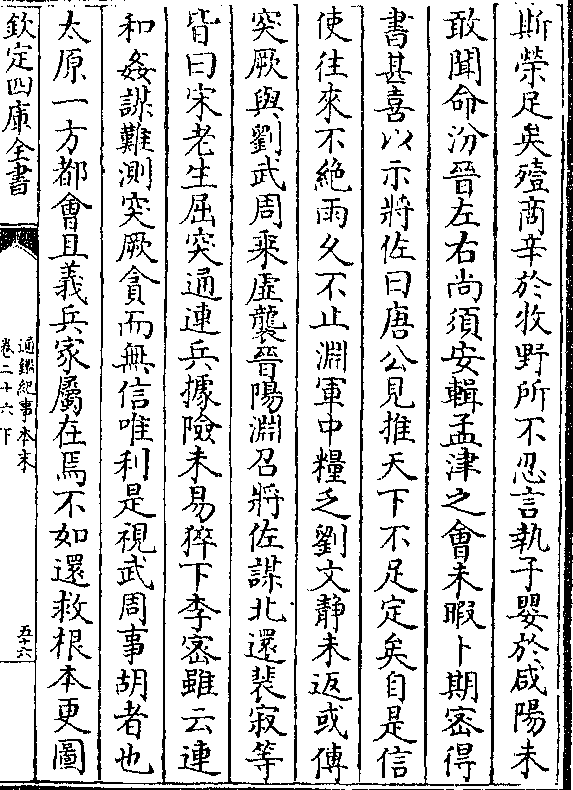 斯榮足矣殪商辛於牧野所不忍言執子嬰於咸陽未
敢聞命汾晉左右尚須安輯孟津之會未暇卜期密得
書甚喜以示將佐曰唐公見推天下不足定矣自是信
使往來不絶雨久不止淵軍中糧乏劉文静未返或傳
突厥與劉武周乘虛襲晉陽淵召將佐謀北還裴寂等
皆曰宋老生屈突通連兵據險未易猝下李密雖云連
和姦謀難測突厥貪而無信唯利是視武周事胡者也
太原一方都會且義兵家屬在焉不如還救根本更圖
欽定四庫全書
通鑑紀事本末
卷二十六下
五十六